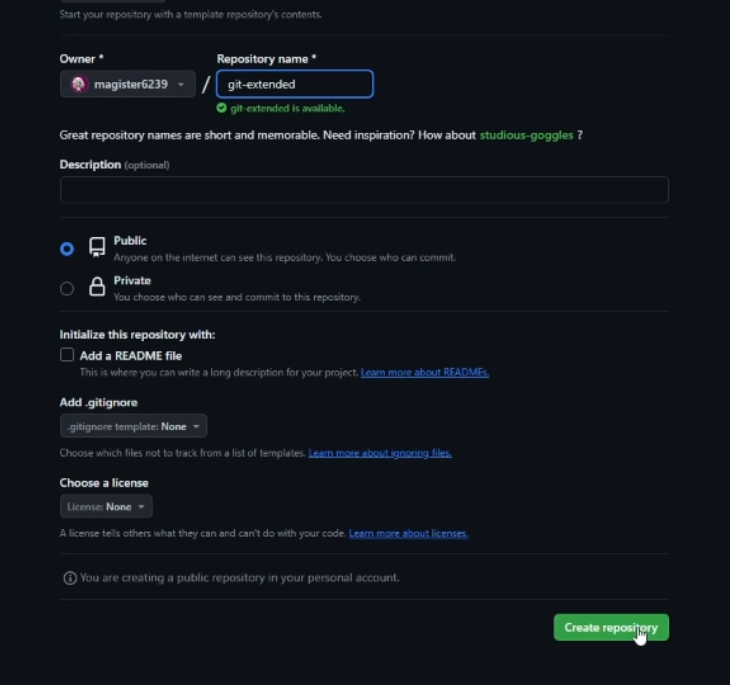 Start your repository with a template repository's contents.
Owner * Repository name *
magister6239 / git-extended
git-extended is available.
Great repository names are short and memorable. Need inspiration? How about studious-goggles ?
Description (optional)
Public
Anyone on the internet can see this repository. You choose who can commit.
Private
You choose who can see and commit to this repository.
Initialize this repository with:
Add a README file
This is where you can write a long description for your project. Learn more about READMEs.
Add .gitignore
.gitignore template: None
Choose which files not to track from a list of templates. Learn more about ignoring files.
Choose a license
License: None
A license tells others what they can and can't do with your code. Learn more about licenses.
You are creating a public repository in your personal account.
Create repository